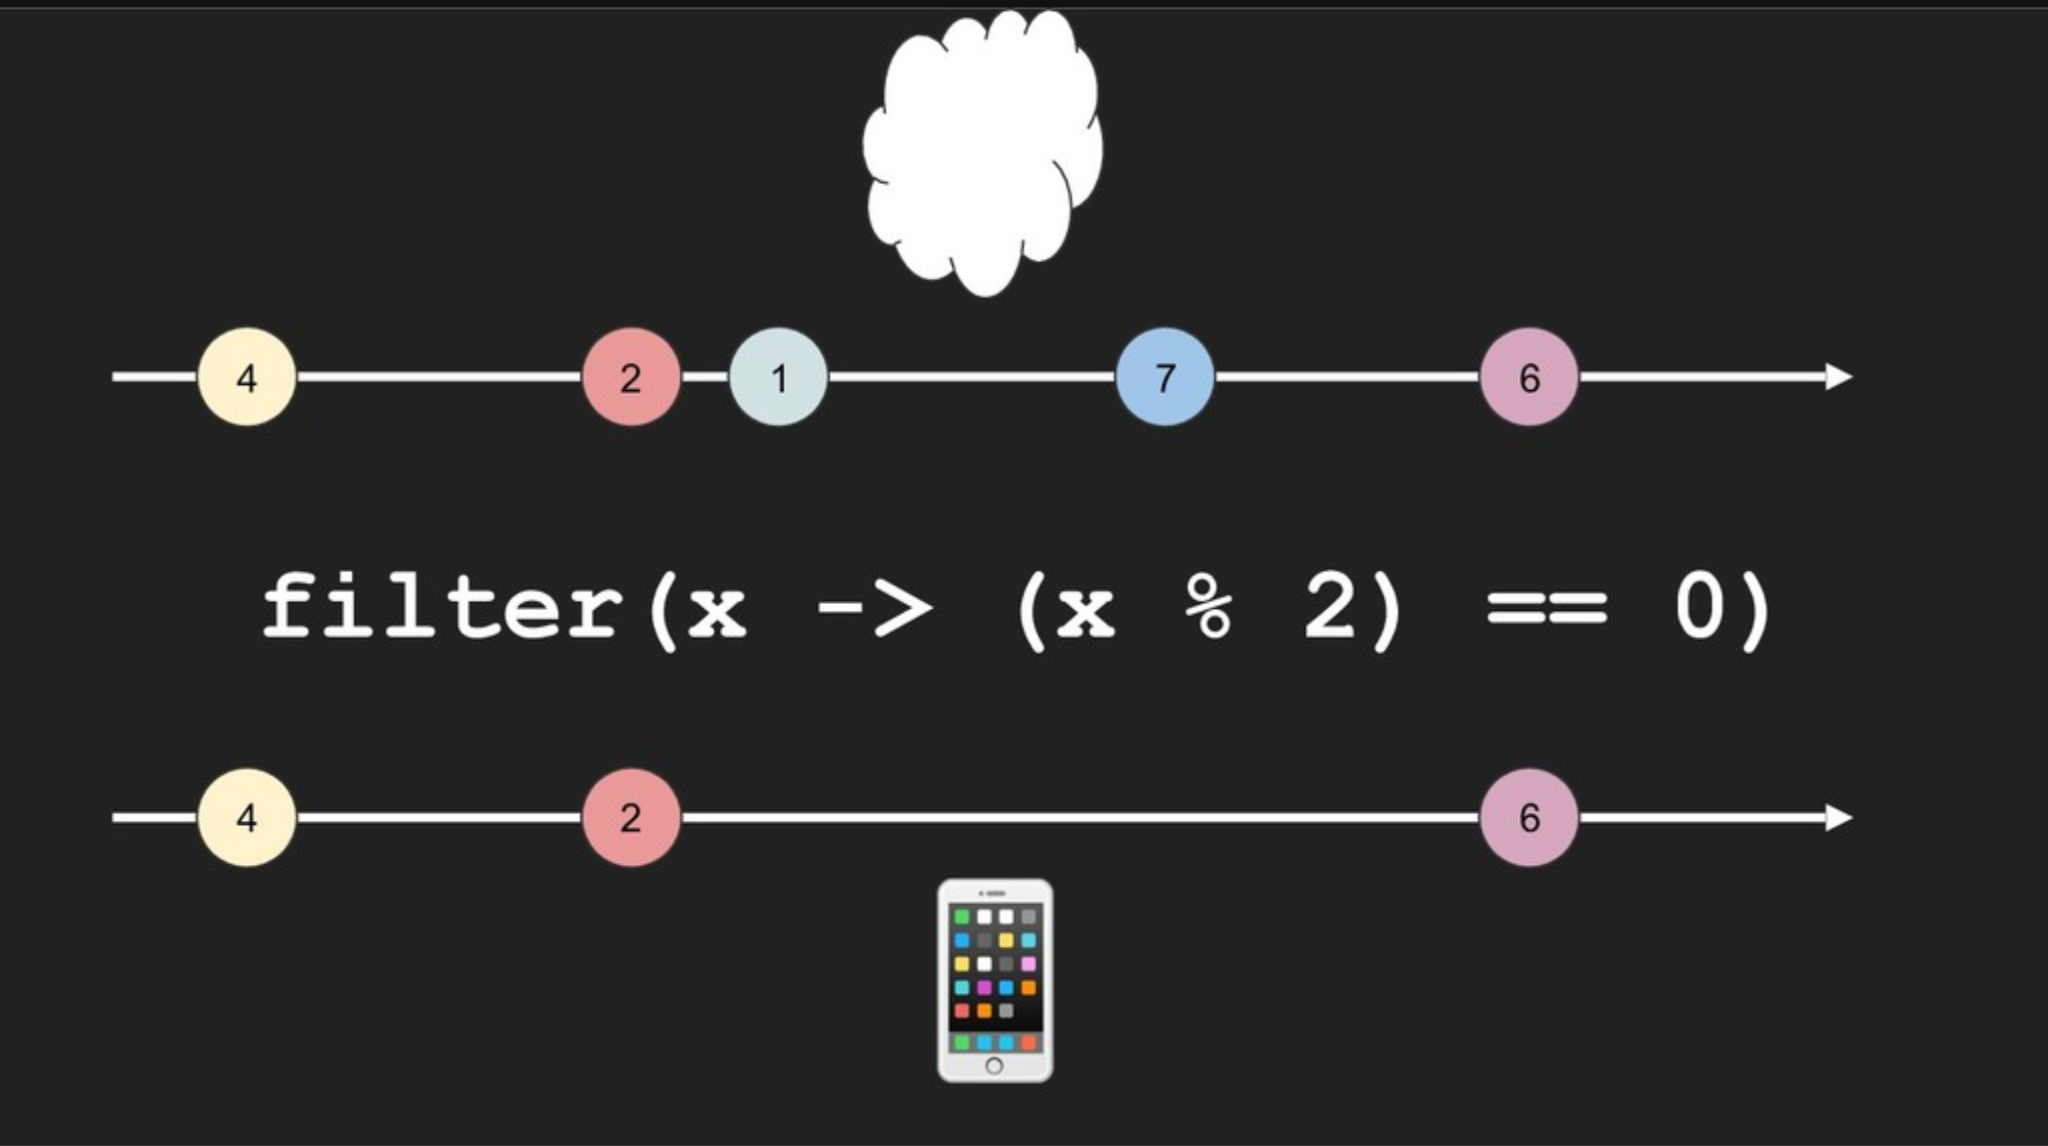 4 2 1 7 6
filter(x -> (x % 2) == 0)
4 2 6